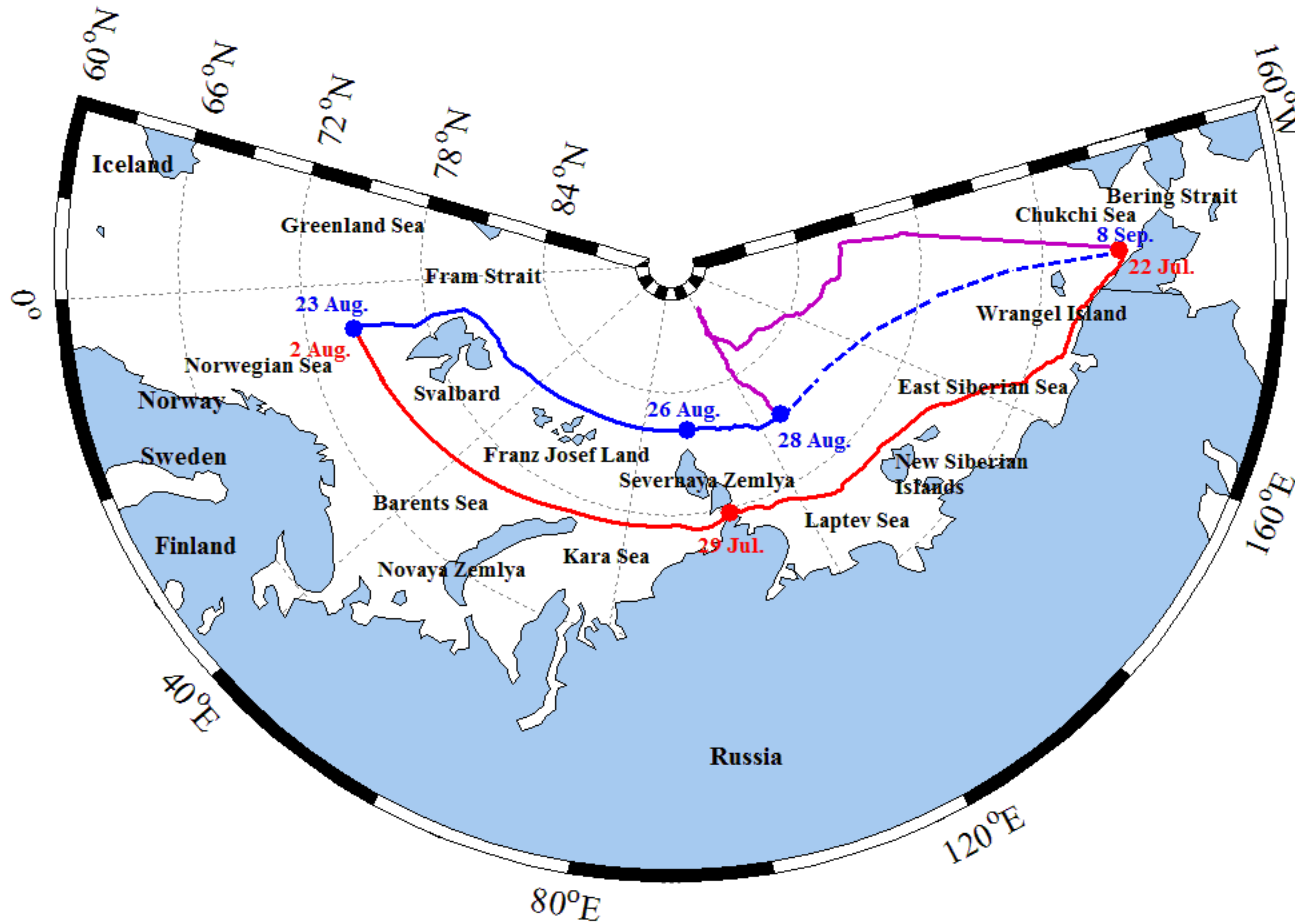 60°N
66°N
72°N
78°N
84°N
160°W
Iceland
Greenland Sea
Fram Strait
Bering Strait
Chukchi Sea
8 Sep.
22 Jul.
0°
23 Aug.
2 Aug.
Wrangel Island
Norwegian Sea
Norway
Svalbard
East Siberian Sea
26 Aug.
28 Aug.
Sweden
Franz Josef Land
Severnaya Zemlya
New Siberian
Islands
Barents Sea
Laptev Sea
Finland
Kara Sea
29 Jul.
Novaya Zemlya
160°E
40°E
Russia
120°E
80°E